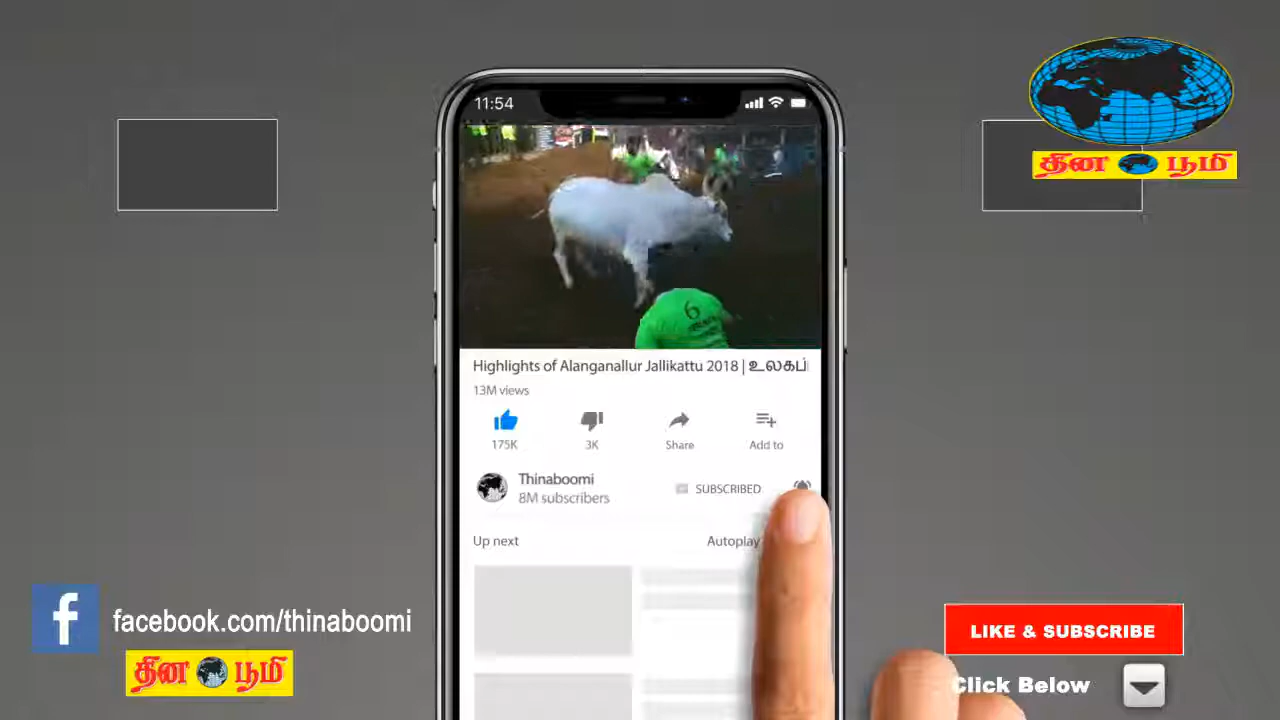 11:54
தின பூமி
6
Highlights of Alanganallur Jallikattu 2018 | உலகப்
13M views
175K
3K
Share
Add to
Thinaboomi
8M subscribers
SUBSCRIBED
Up next
Autoplay
f
facebook.com/thinaboomi
தின பூமி
LIKE & SUBSCRIBE
Click Below